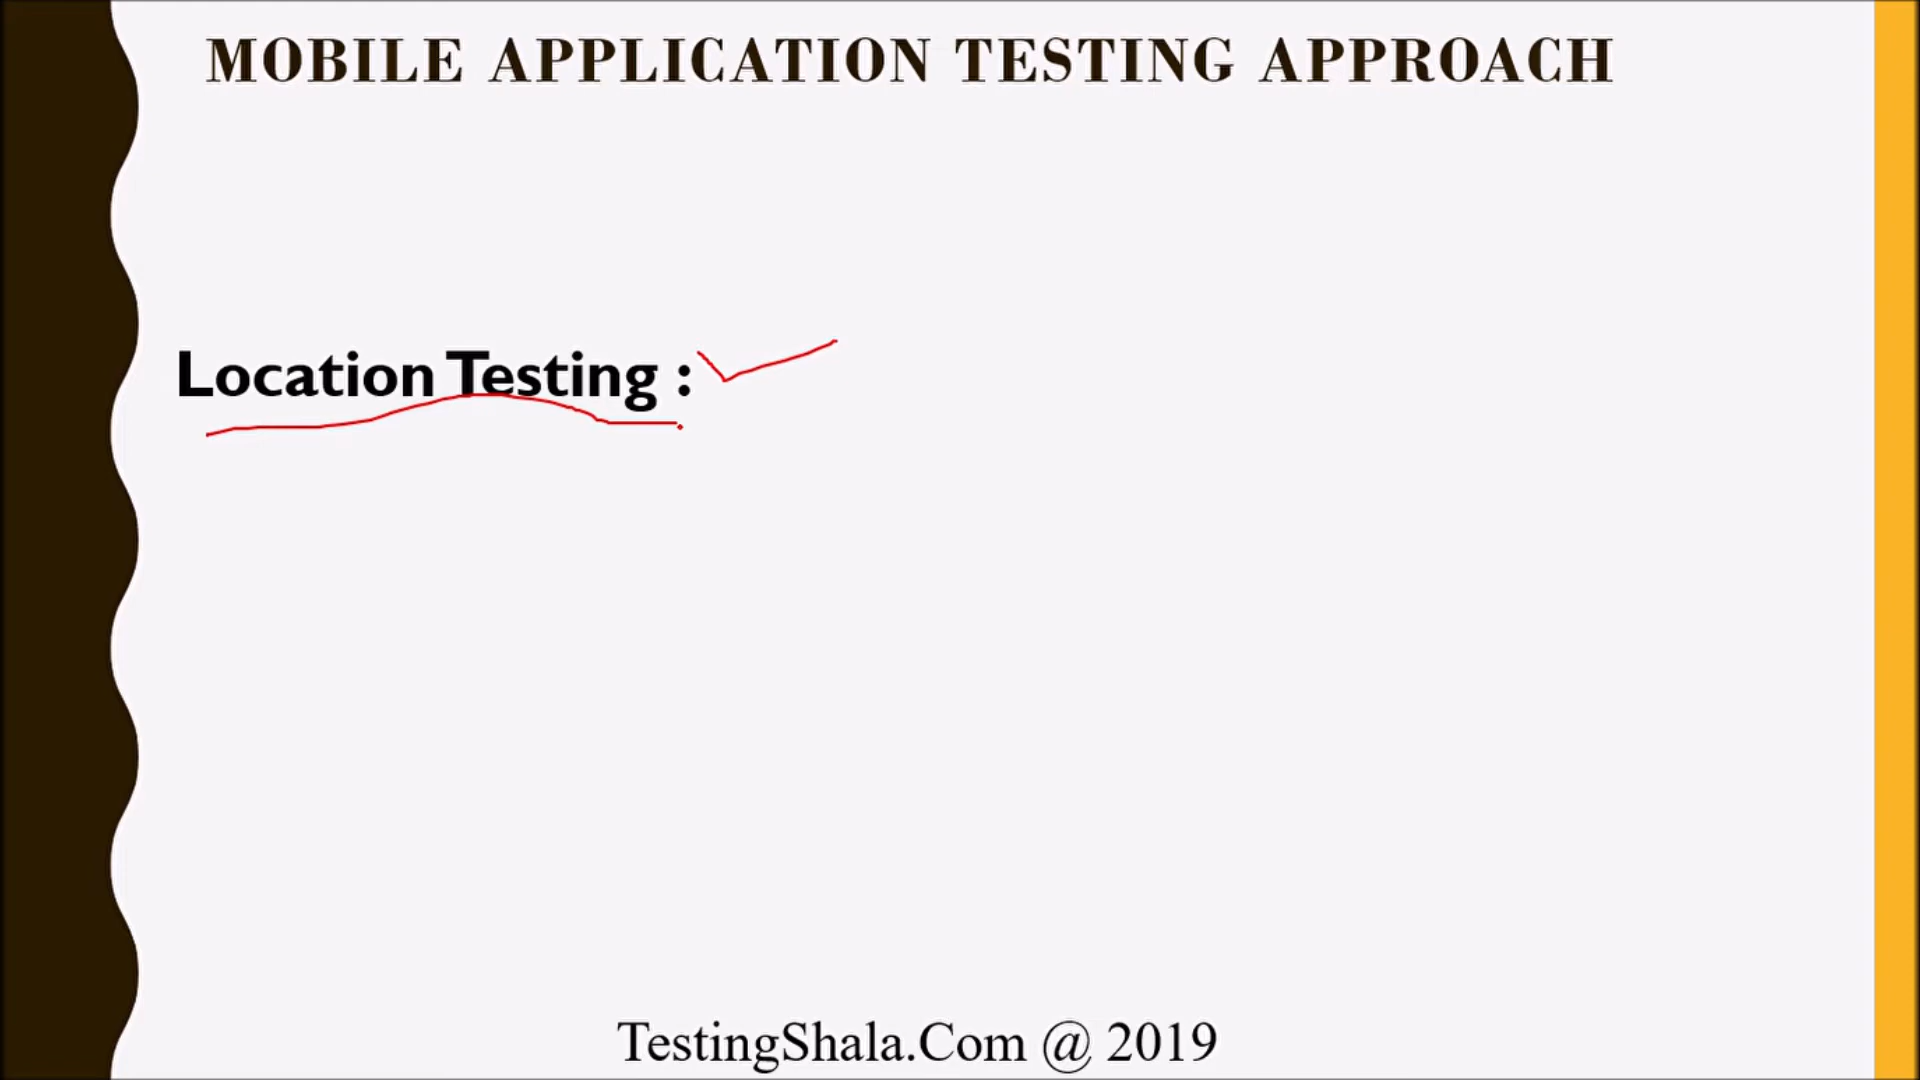 MOBILE APPLICATION TESTING APPROACH
Location Testing :
TestingShala.Com @ 2019